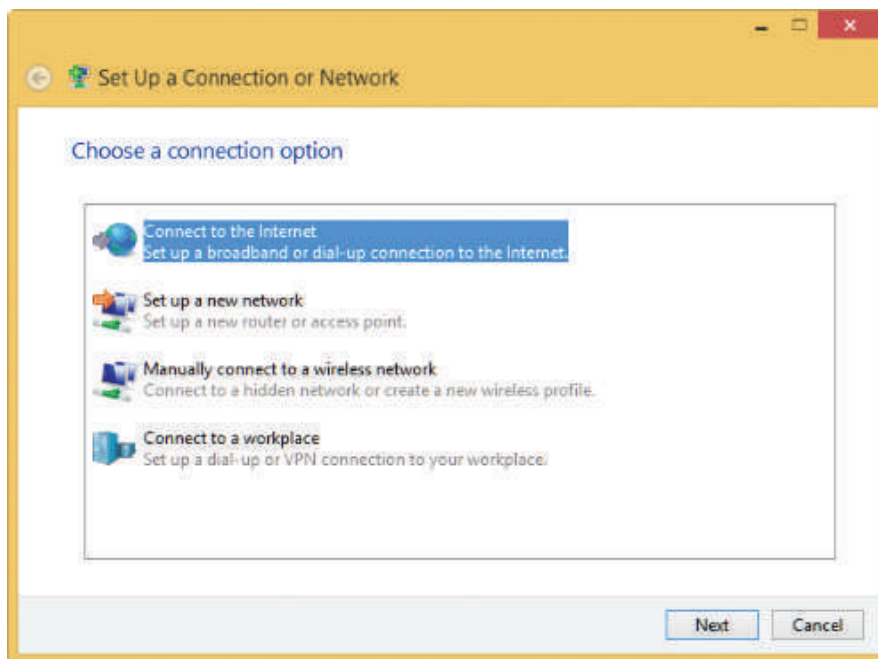 Set Up a Connection or Network
Choose a connection option
Connect to the Internet
Set up a broadband or dial-up connection to the Internet.
Set up a new network
Set up a new router or access point.
Manually connect to a wireless network
Connect to a hidden network or create a new wireless profile.
Connect to a workplace
Set up a dial-up or VPN connection to your workplace.
Next Cancel